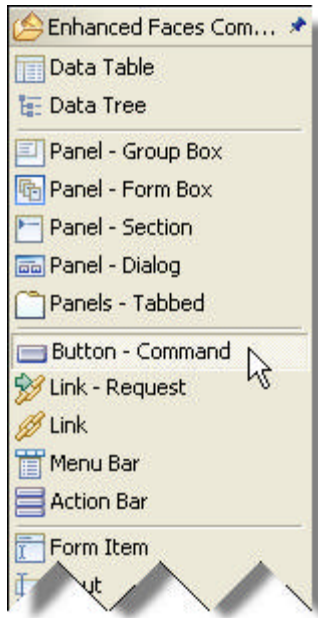 Enhanced Faces Com...
Data Table
Data Tree
Panel - Group Box
Panel - Form Box
Panel - Section
Panel - Dialog
Panels - Tabbed
Button - Command
Link - Request
Link
Menu Bar
Action Bar
Form Item